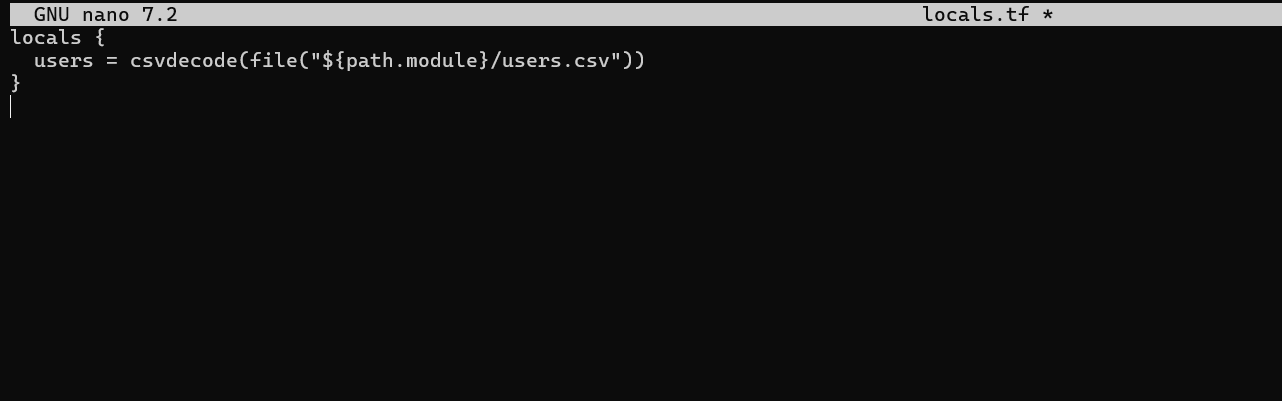 GNU nano 7.2 locals.tf *
locals {
  users = csvdecode(file("${path.module}/users.csv"))
}